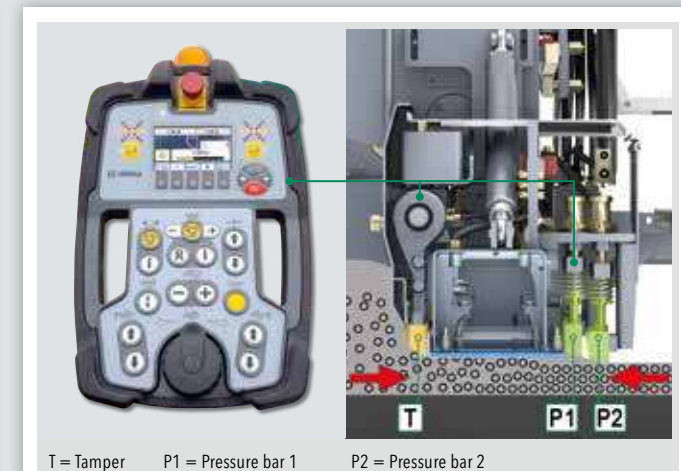 T P1 P2
T = Tamper P1 = Pressure bar 1 P2 = Pressure bar 2